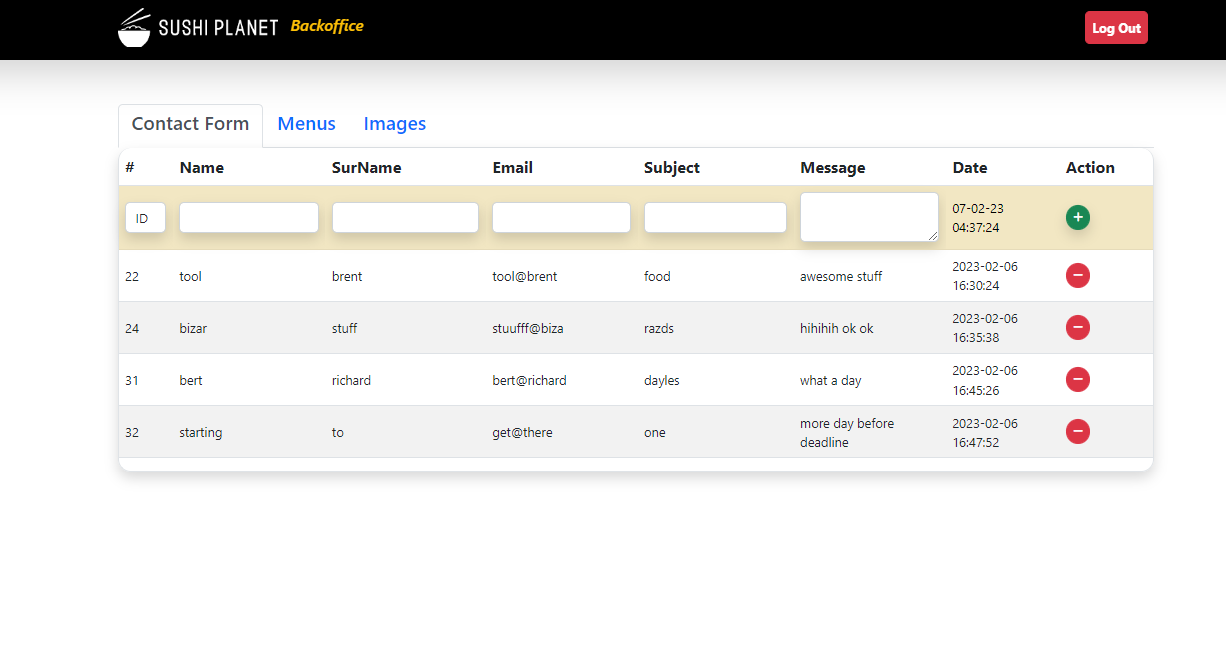 SUSHI PLANET Backoffice Log Out
Contact Form Menus Images
# Name SurName Email Subject Message Date Action
ID 07-02-23
04:37:24
22 tool brent tool@brent food awesome stuff 2023-02-06
16:30:24
24 bizar stuff stuufff@biza razds hihihih ok ok 2023-02-06
16:35:38
31 bert richard bert@richard dayles what a day 2023-02-06
16:45:26
32 starting to get@there one more day before 2023-02-06
deadline 16:47:52